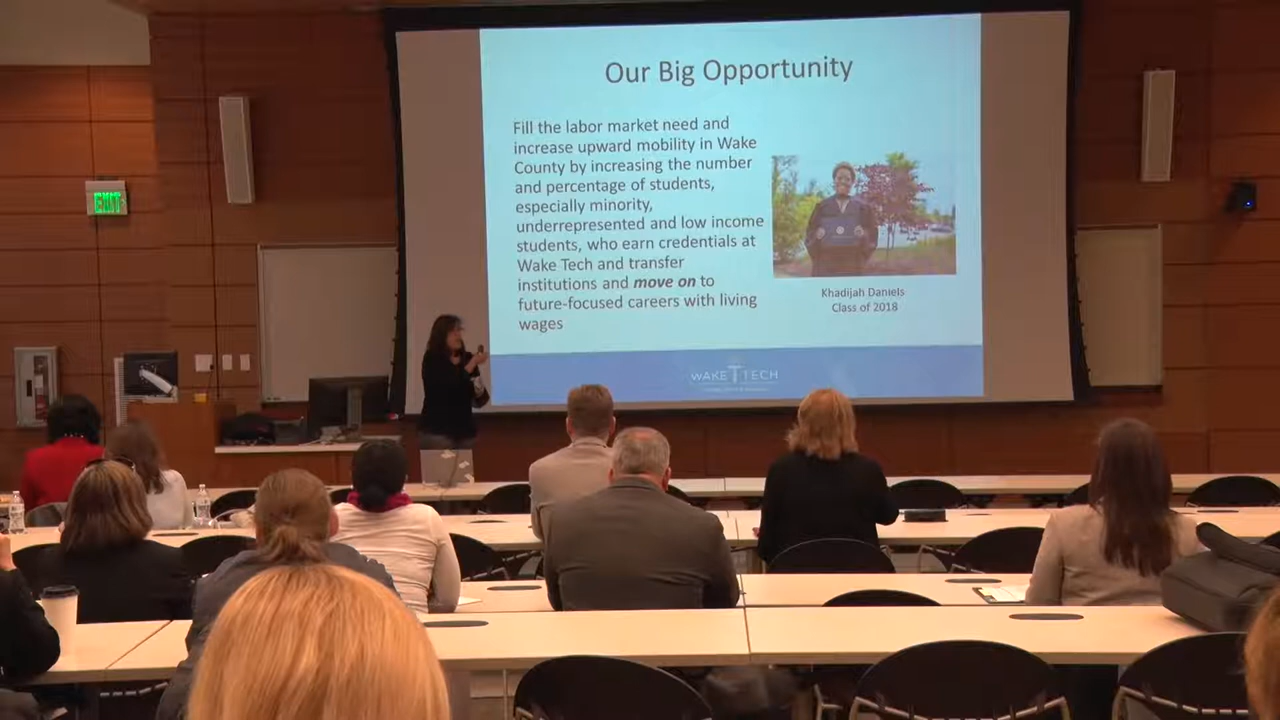 EXIT
Our Big Opportunity
Fill the labor market need and
increase upward mobility in Wake
County by increasing the number
and percentage of students,
especially minority,
underrepresented and low income
students, who earn credentials at
Wake Tech and transfer
institutions and move on to
future-focused careers with living
wages
Khadijah Daniels
Class of 2018
WAKE TECH